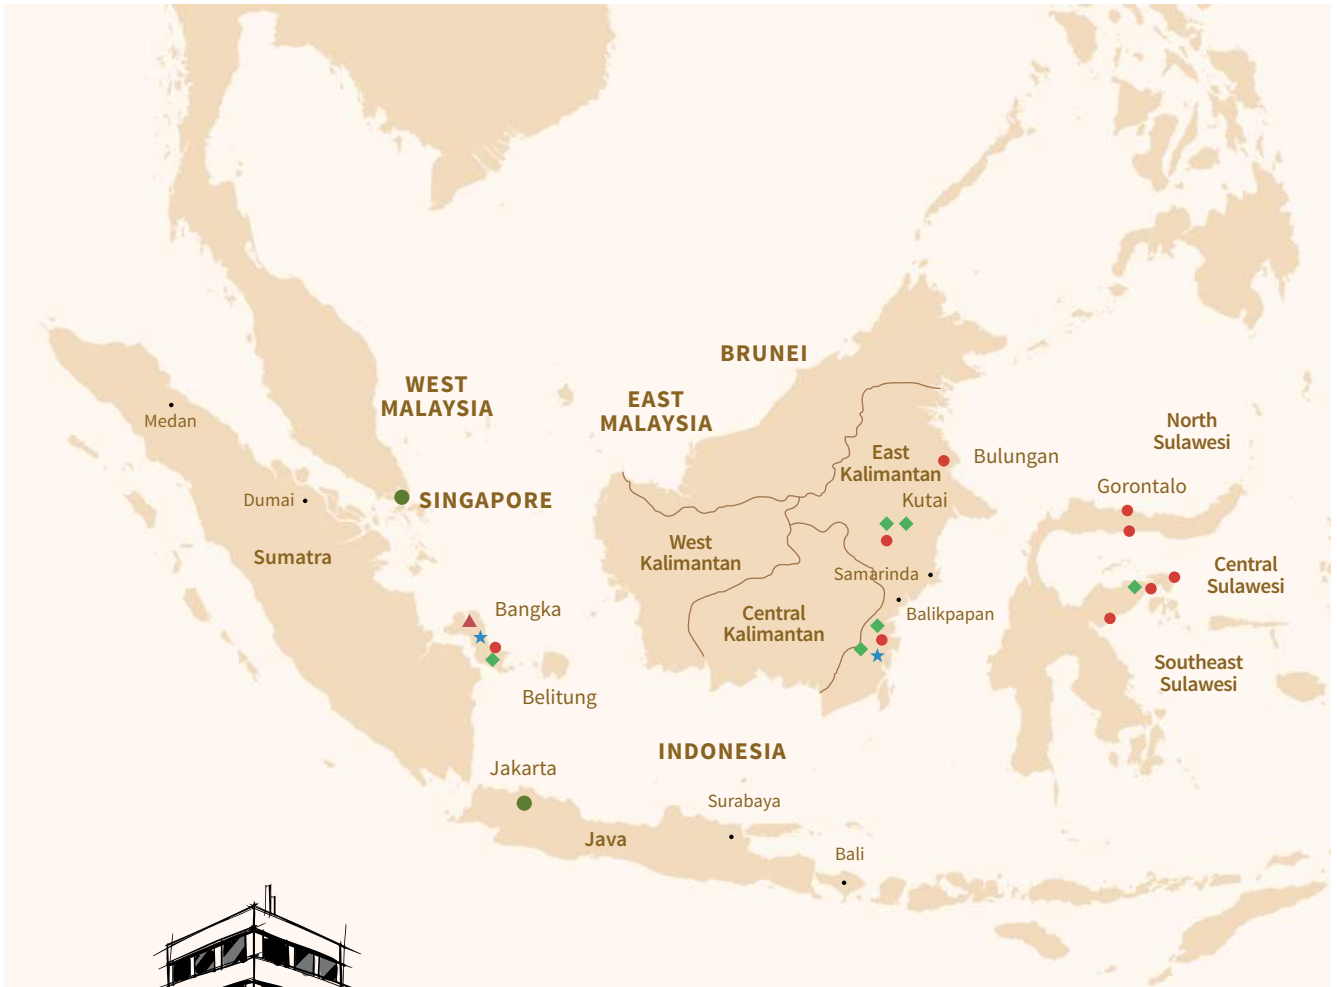 BRUNEI
WEST
MALAYSIA
EAST
MALAYSIA
Medan
North
Sulawesi
East
Kalimantan
Bulungan
Gorontalo
Kutai
Dumai
SINGAPORE
Sumatra
West
Kalimantan
Samarinda
Central
Sulawesi
Bangka
Central
Kalimantan
Balikpapan
Southeast
Sulawesi
Belitung
INDONESIA
Jakarta
Surabaya
Java
Bali